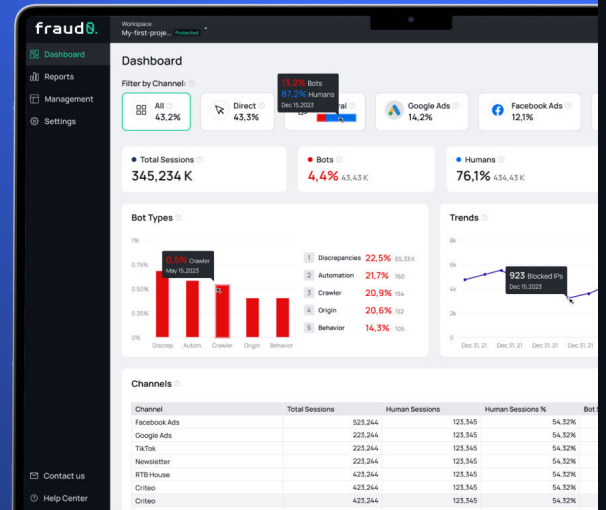 fraud0.
Workspace
My-first-proje... Protected
Dashboard
Reports
Management
Settings
Contact us
Help Center
Dashboard
Filter by Channel:
All
43,2%
Direct
43,3%
13,2% Bots
87,2% Humans
Dec 15,2023
Google Ads
14,2%
Facebook Ads
12,1%
Total Sessions
345,234 K
Bots
4,4% 43,43 K
Humans
76,1% 434,43 K
Bot Types
1%
0.75%
0.50%
0.25%
0%
0,5% Crawler
May 15,2023
Discrep Autom. Crawler Origin Behavior
1 Discrepancies 22,5% 65,33 K
2 Automation 21,7% 160
3 Crawler 20,9% 154
4 Origin 20,6% 152
5 Behavior 14,3% 105
Trends
8k
6k
4k
2k
0
923 Blocked IPs
Dec 15,2023
Dec 31, 21 Dec 31, 21 Dec 31, 21 Dec 31, 21
Channels
Channel Total Sessions Human Sessions Human Sessions % Bot
Facebook Ads 523,244 123,345 54,32%
Google Ads 223,244 123,345 54,32%
TikTok 223,244 123,345 54,32%
Newsletter 223,244 123,345 54,32%
RTB House 423,244 123,345 54,32%
Criteo 423,244 123,345 54,32%
Criteo 423,244 123,345 54,32%